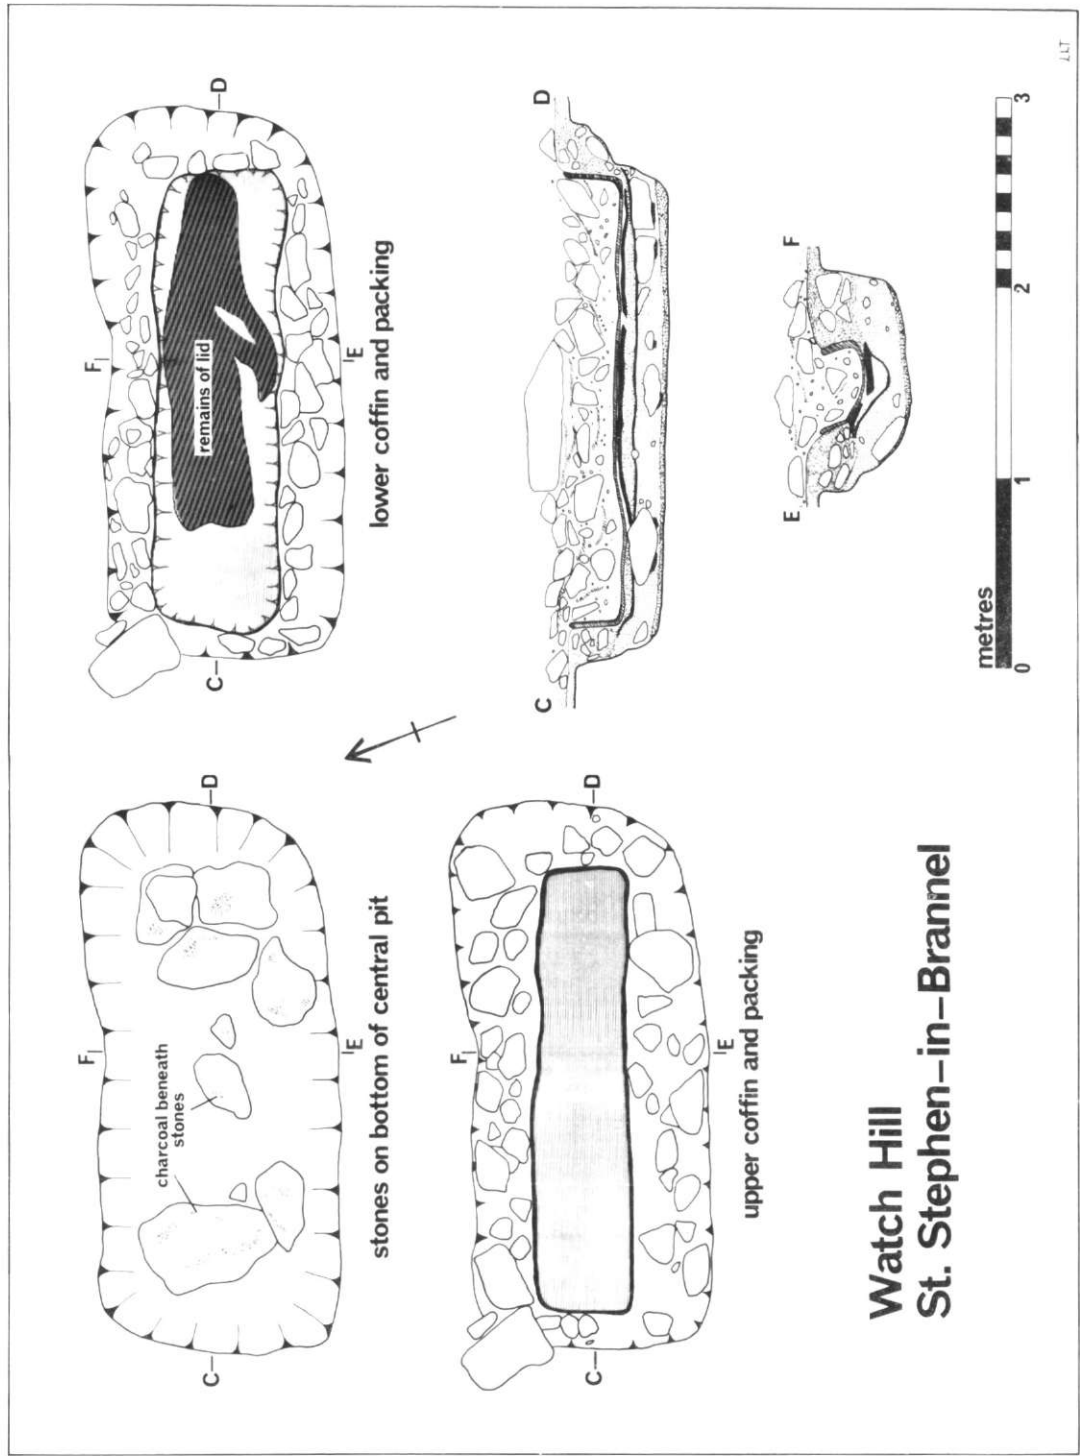 F
C
D
E
charcoal beneath
stones
stones on bottom of central pit
F
C
D
E
remains of lid
lower coffin and packing
F
C
D
E
upper coffin and packing
C
D
E
F
Watch Hill
St. Stephen-in-Brannel
metres
0 1 2 3